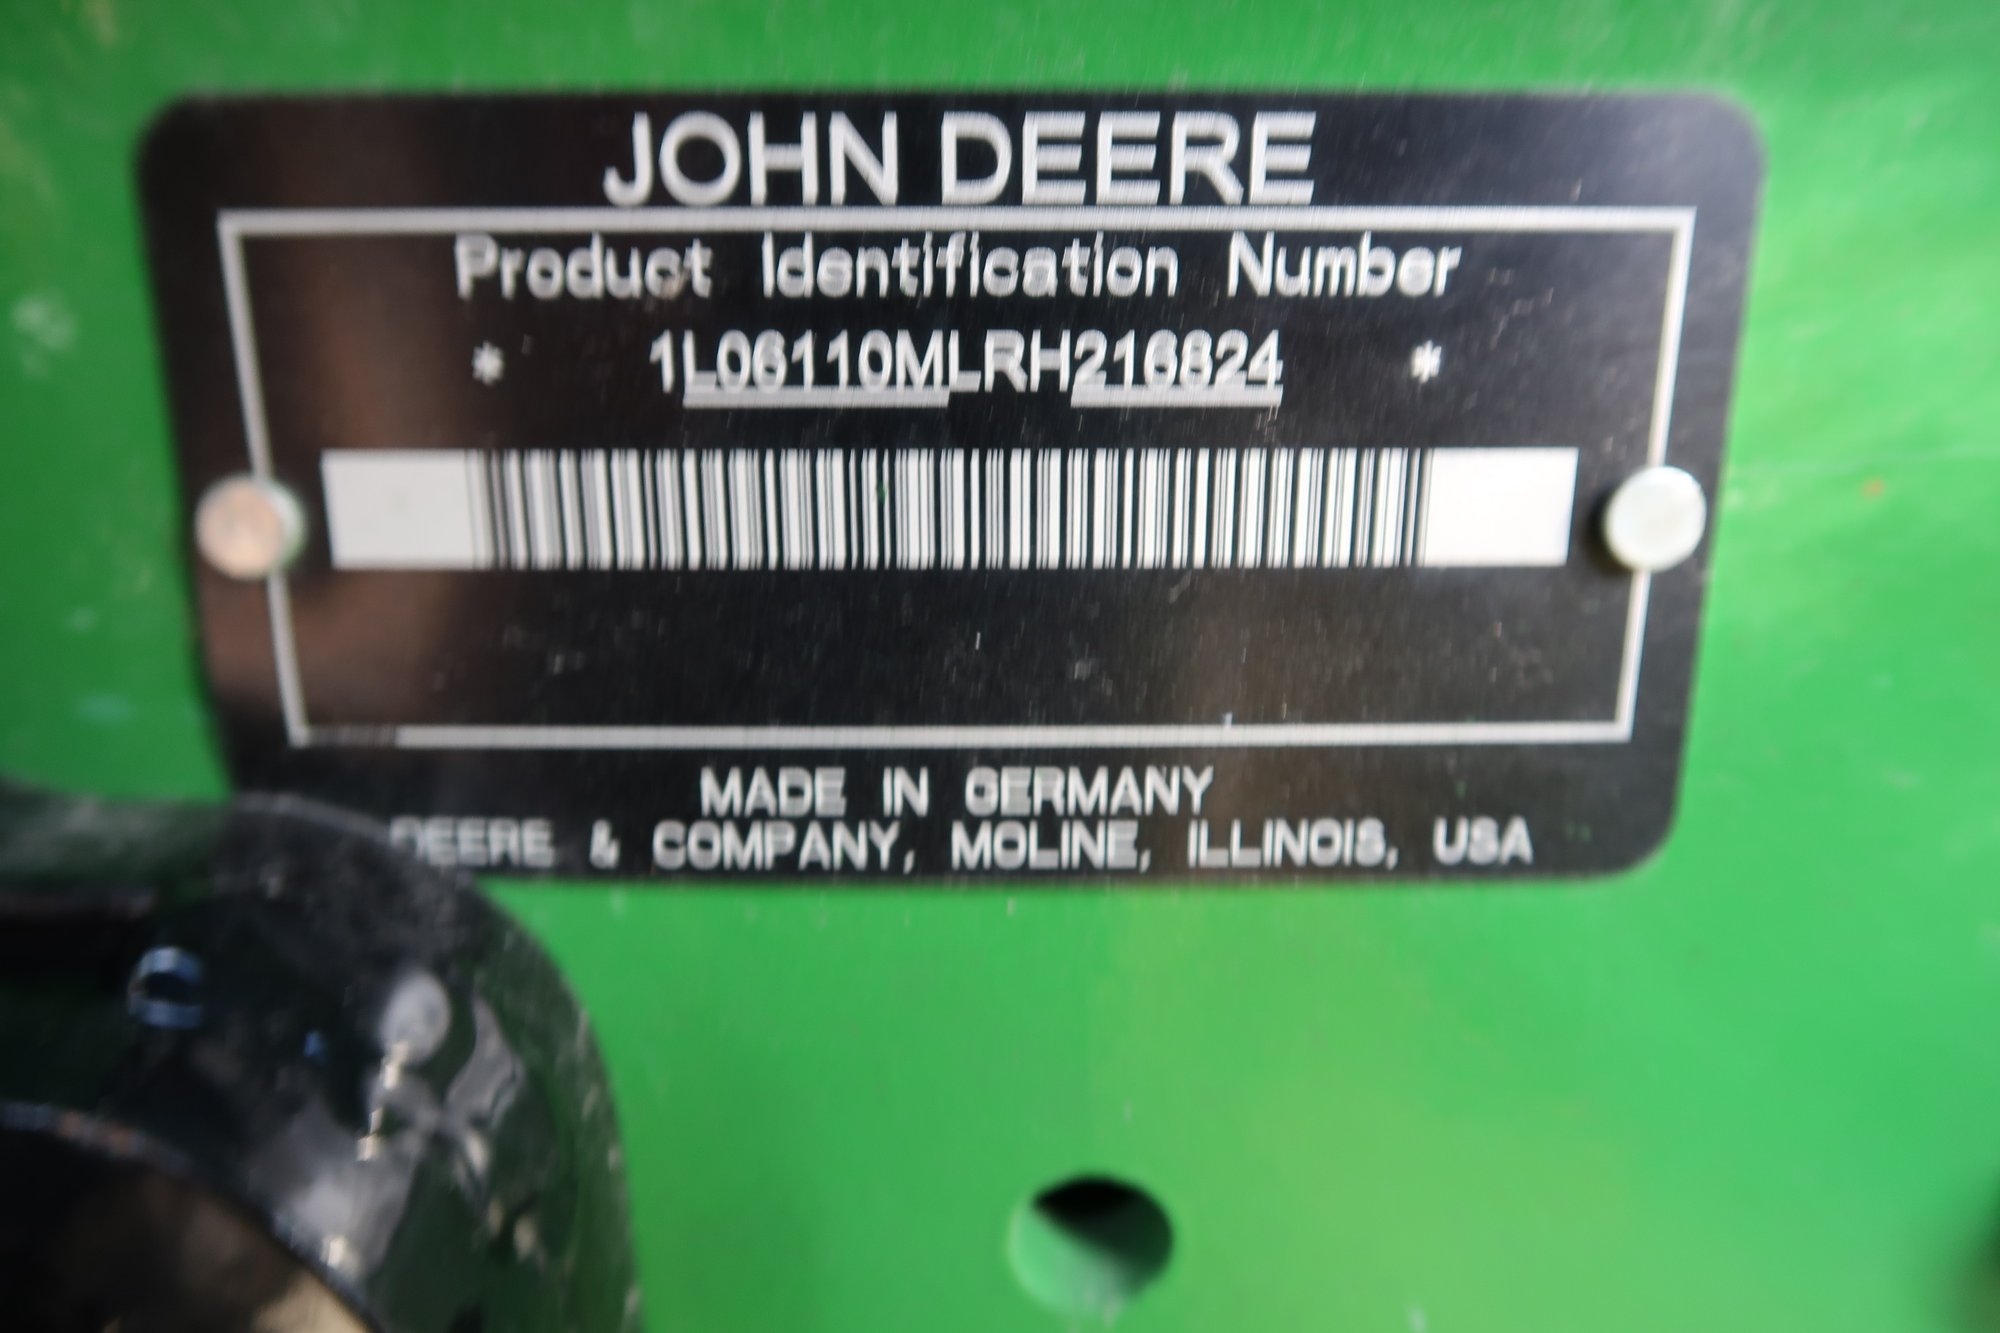 JOHN DEERE
Product Identification Number
* 1L06110MLRH216824 *
MADE IN GERMANY
DEERE & COMPANY, MOLINE, ILLINOIS, USA